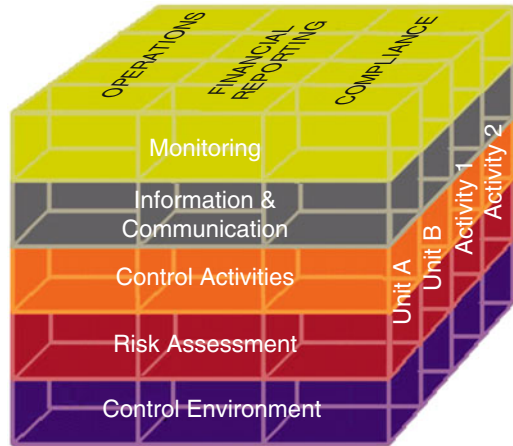 OPERATIONS
FINANCIAL
REPORTING
COMPLIANCE
Monitoring
Information &
Communication
Control Activities
Risk Assessment
Control Environment
Unit A
Unit B
Activity 1
Activity 2